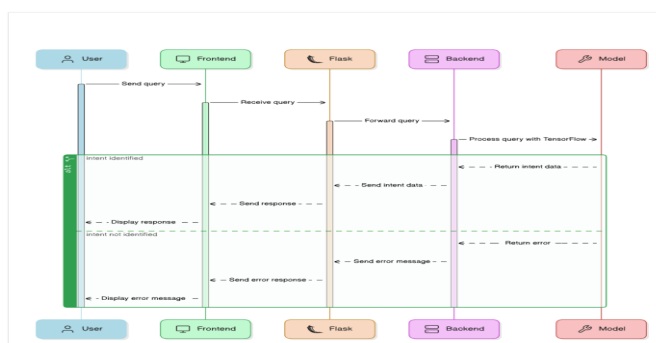 User Frontend Flask Backend Model
Send query
Receive query
Forward query
Process query with TensorFlow
alt
intent identified
Return intent data
Send intent data
Send response
Display response
intent not identified
Return error
Send error message
Send error response
Display error message
User Frontend Flask Backend Model